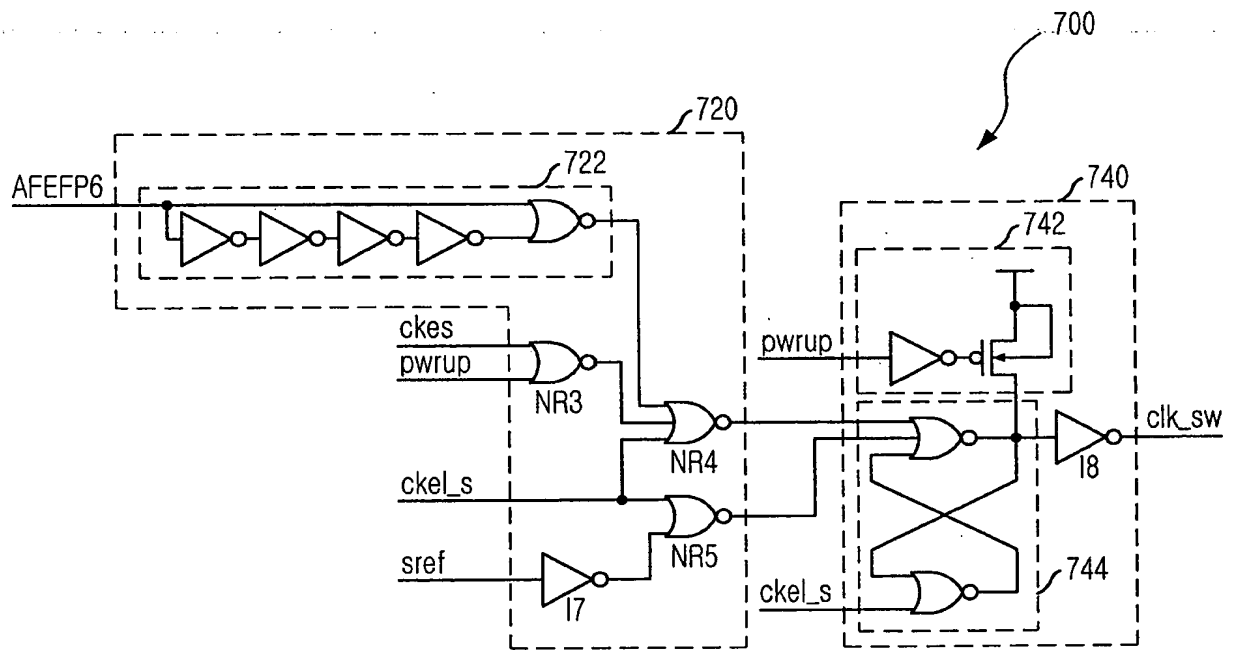 700
720
722
AFEFP6
740
742
ckes
pwrup
NR3
pwrup
NR4
clk_sw
I8
ckel_s
NR5
sref
I7
744
ckel_s